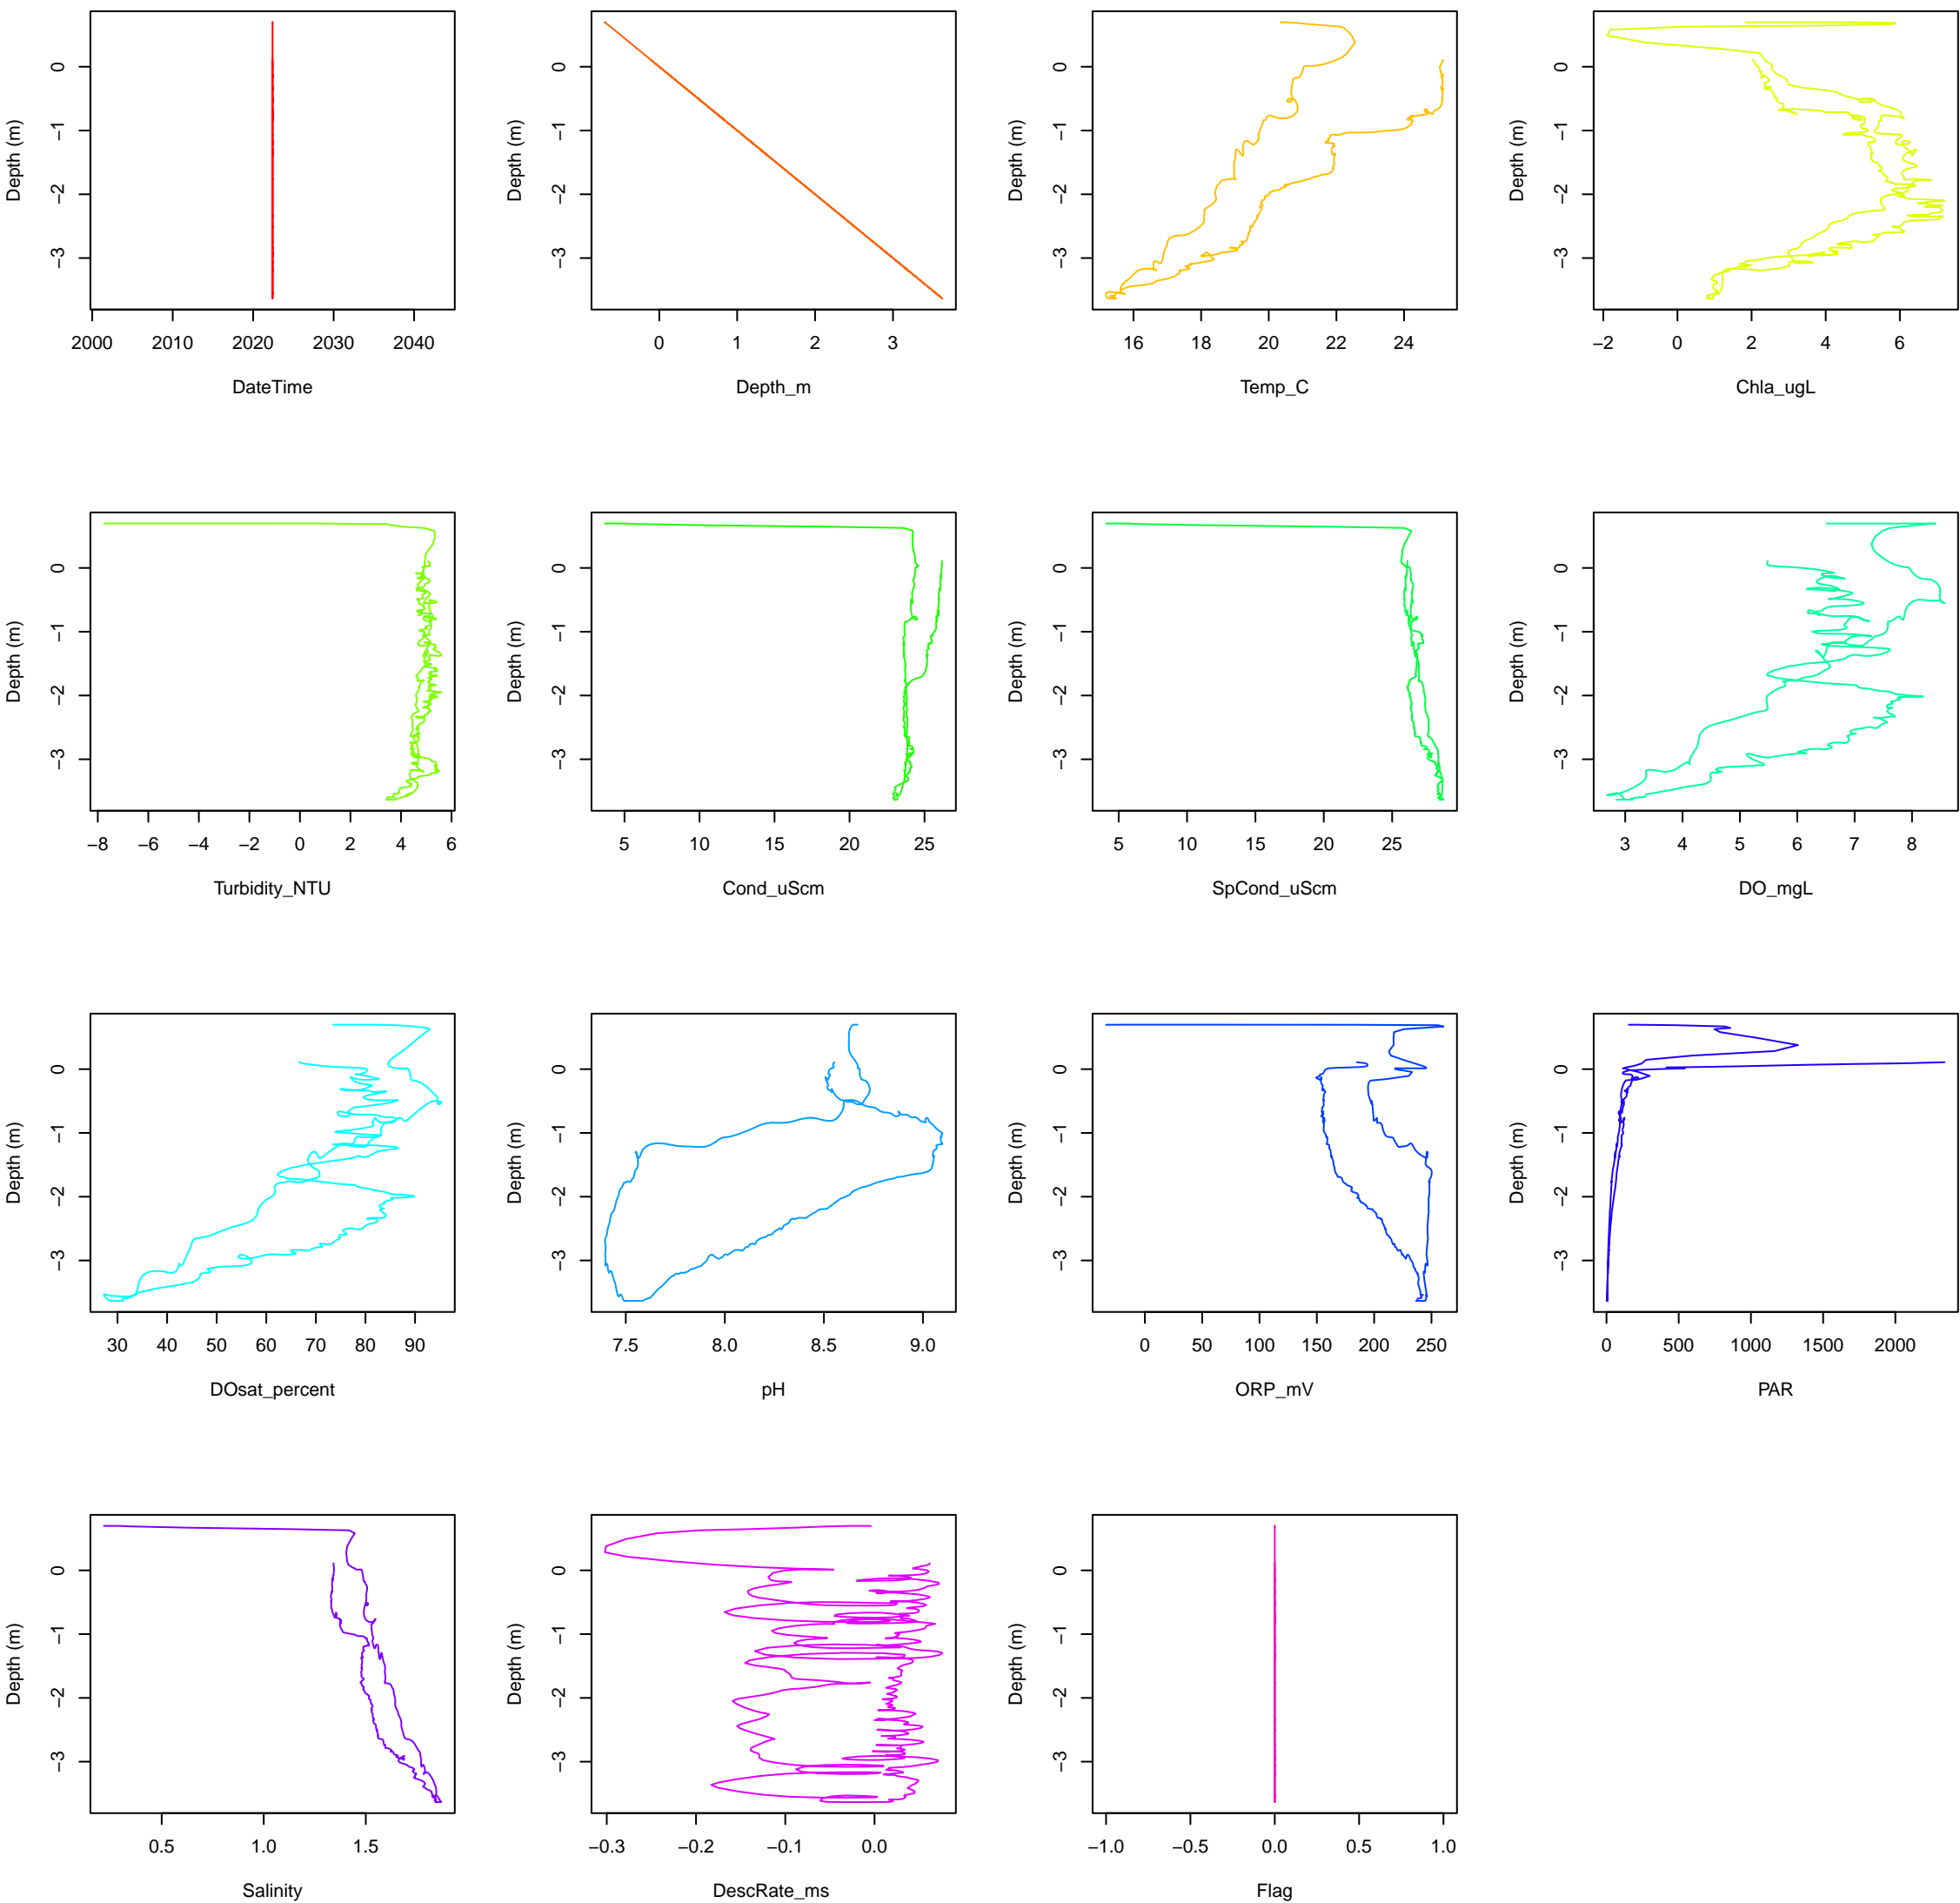 0 0 0 0
−1 −1 −1 −1
Depth (m) Depth (m) Depth (m) Depth (m)
−2 −2 −2 −2
−3 −3 −3 −3
2000 2010 2020 2030 2040 0 1 2 3 16 18 20 22 24 −2 0 2 4 6
DateTime Depth_m Temp_C Chla_ugL
0 0 0 0
−1 −1 −1 −1
Depth (m) Depth (m) Depth (m) Depth (m)
−2 −2 −2 −2
−3 −3 −3 −3
−8 −6 −4 −2 0 2 4 6 5 10 15 20 25 5 10 15 20 25 3 4 5 6 7 8
Turbidity_NTU Cond_uScm SpCond_uScm DO_mgL
0 0 0 0
−1 −1 −1 −1
Depth (m) Depth (m) Depth (m) Depth (m)
−2 −2 −2 −2
−3 −3 −3 −3
30 40 50 60 70 80 90 7.5 8.0 8.5 9.0 0 50 100 150 200 250 0 500 1000 1500 2000
DOsat_percent pH ORP_mV PAR
0 0 0
−1 −1 −1
Depth (m) Depth (m) Depth (m)
−2 −2 −2
−3 −3 −3
0.5 1.0 1.5 −0.3 −0.2 −0.1 0.0 −1.0 −0.5 0.0 0.5 1.0
Salinity DescRate_ms Flag